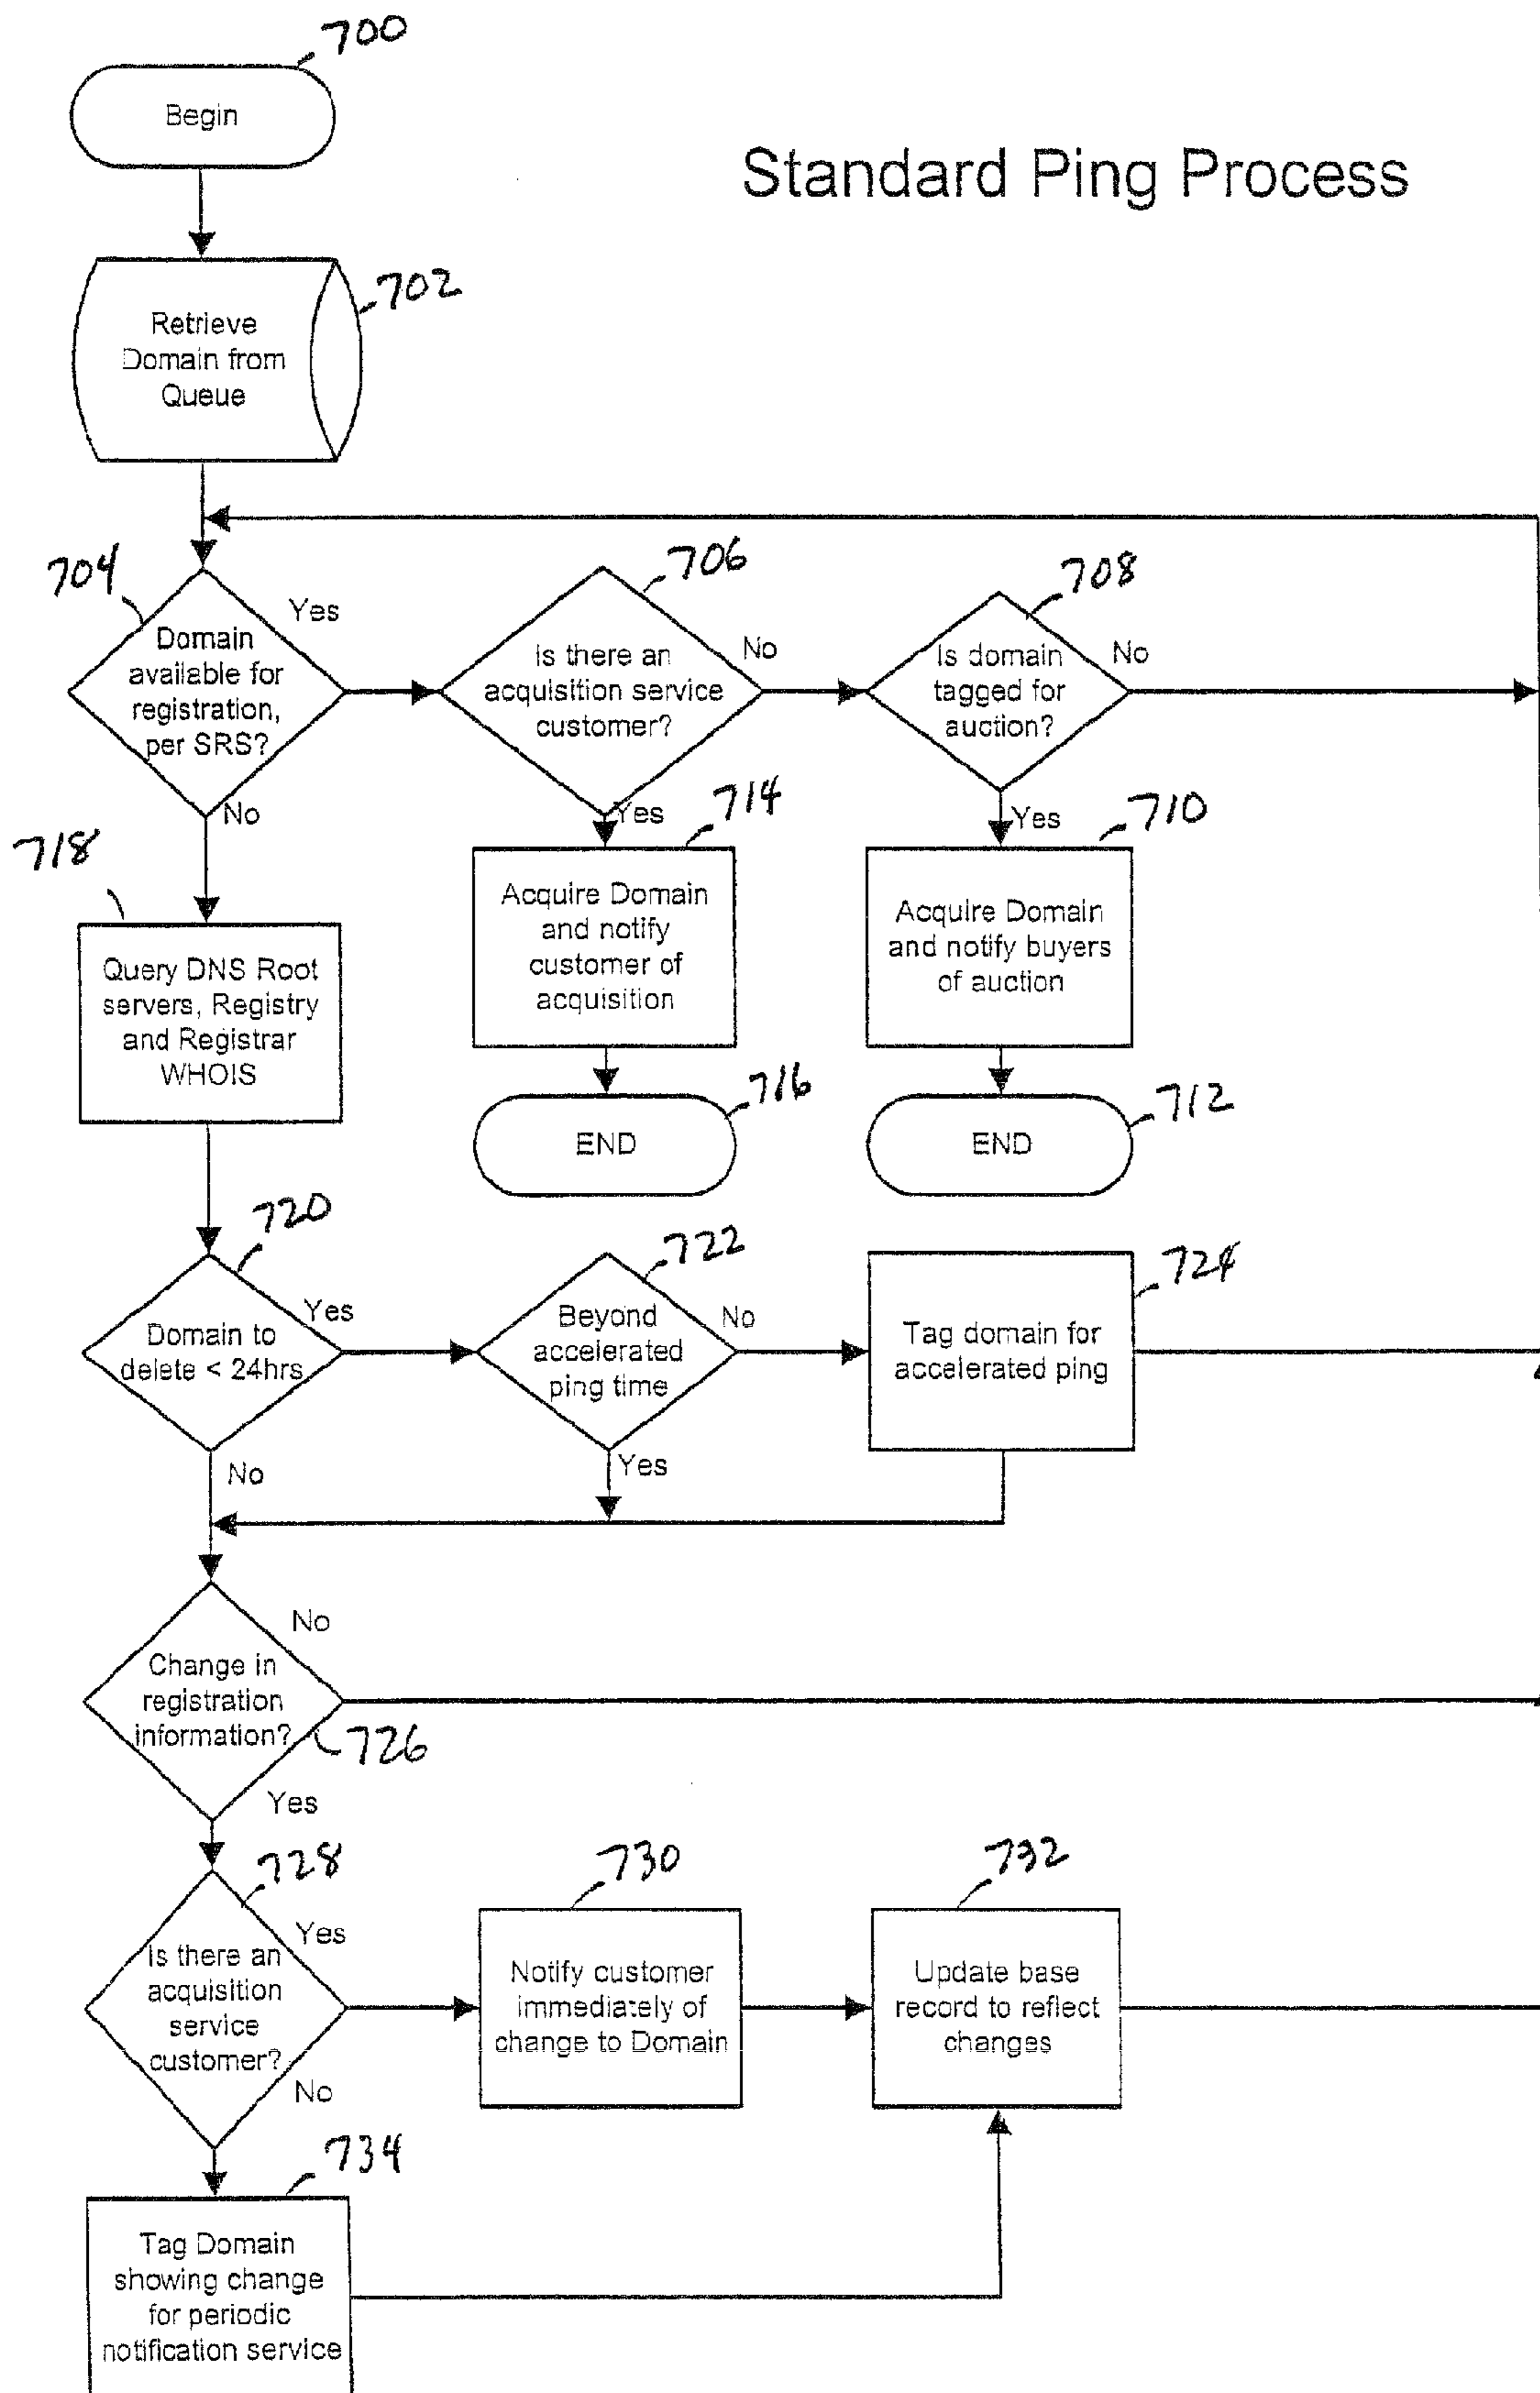 700
Begin
Standard Ping Process
702
Retrieve
Domain from
Queue
704
Yes
Domain
available for
registration,
per SRS?
No
706
No
Is there an
acquisition service
customer?
Yes
708
No
Is domain
tagged for
auction?
Yes
718
Query DNS Root
servers, Registry
and Registrar
WHOIS
714
Acquire Domain
and notify
customer of
acquisition
710
Acquire Domain
and notify buyers
of auction
716
END
712
END
720
Yes
Domain to
delete < 24hrs
No
722
No
Beyond
accelerated
ping time
Yes
724
Tag domain for
accelerated ping
No
Change in
registration
information?
726
Yes
728
Yes
Is there an
acquisition
service
customer?
No
730
Notify customer
immediately of
change to Domain
732
Update base
record to reflect
changes
734
Tag Domain
showing change
for periodic
notification service